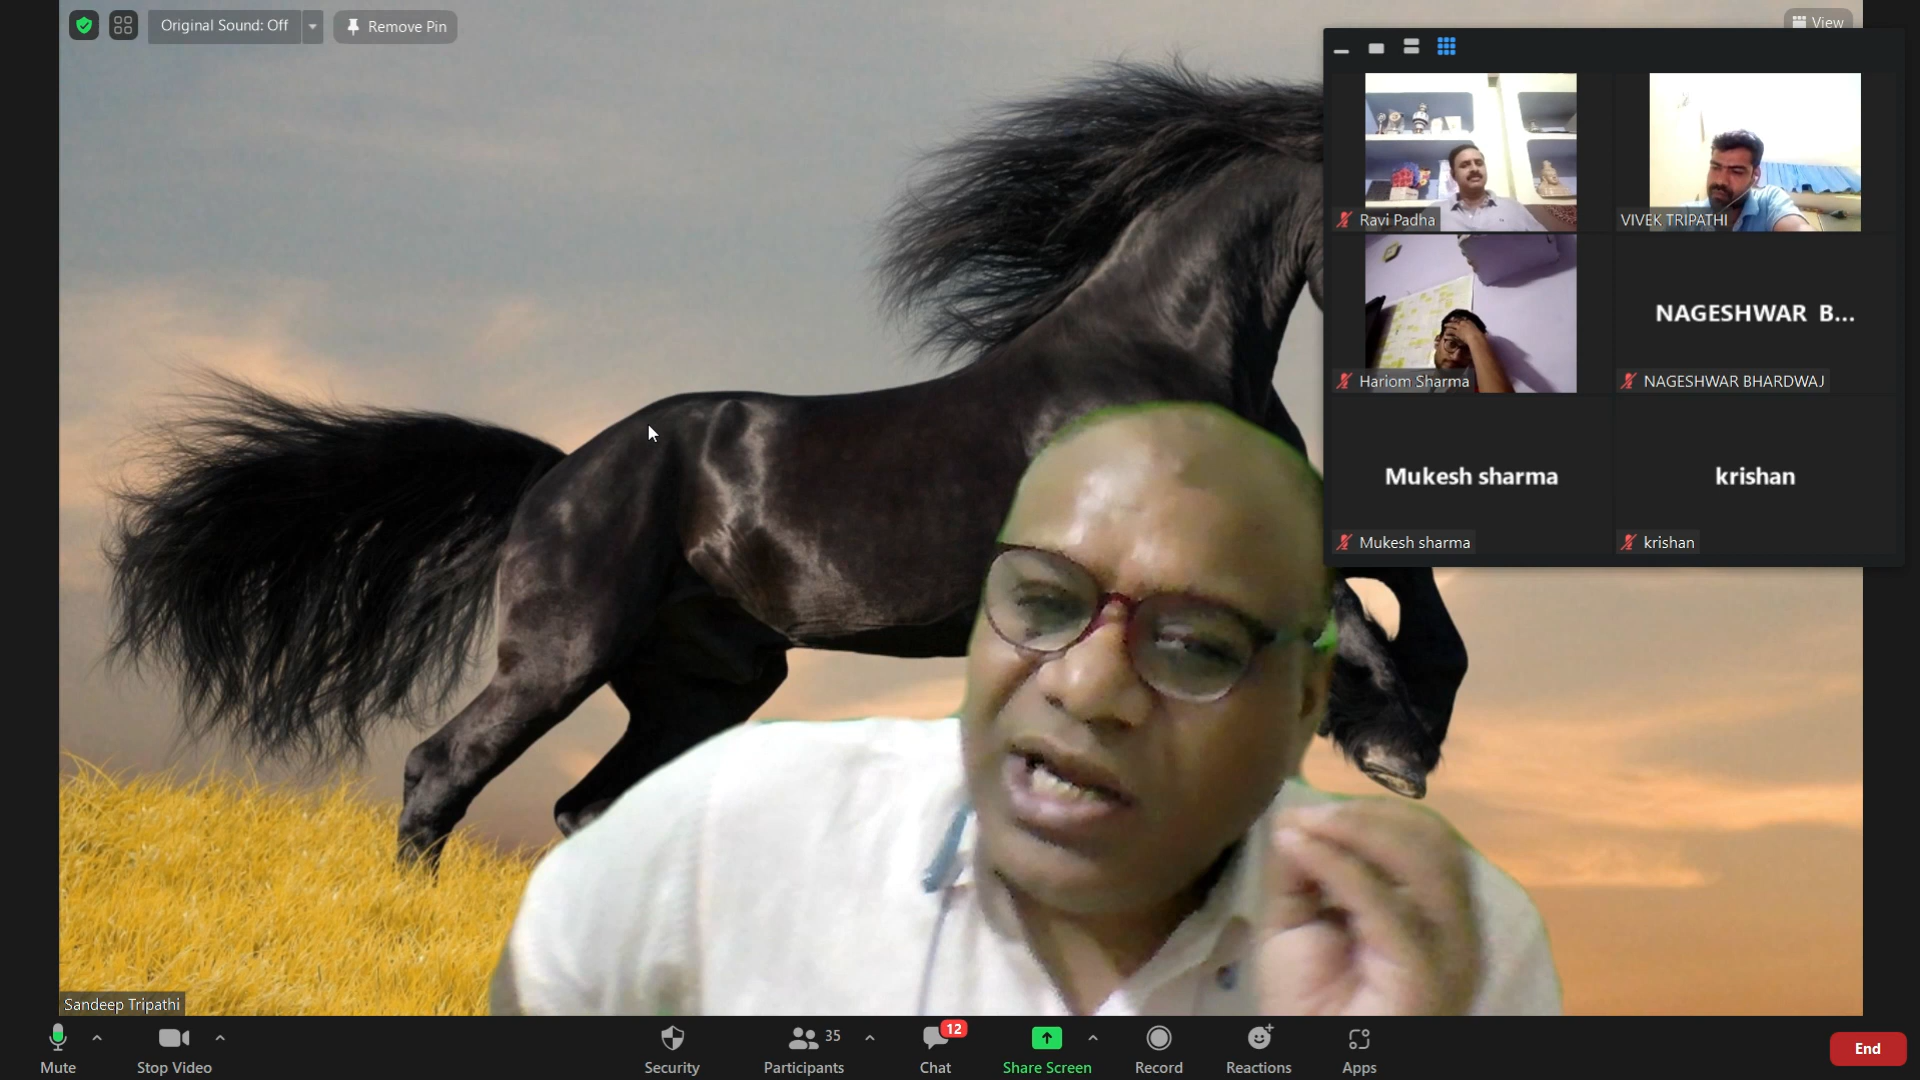 Original Sound: Off
Remove Pin
View
Ravi Padha
VIVEK TRIPATHI
Hariom Sharma
NAGESHWAR B...
NAGESHWAR BHARDWAJ
Mukesh sharma
Mukesh sharma
krishan
krishan
Sandeep Tripathi
Mute
Stop Video
Security
35
Participants
12
Chat
Share Screen
Record
Reactions
Apps
End